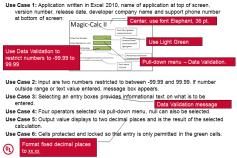 Use Case 1: Application written in Excel 2010, name of application at top of screen,
version number, release date, developer company name and support phone number
at bottom of screen:
Center, use font Elephant, 36 pt.
Magic-Calc II
Use Light Green
Use Data Validation to
restrict numbers to -99.99 to
99.99
Pull-down menu – Data Validation.
Use Case 2: Input are two numbers restricted to between -99.99 and 99.99. If number
outside range or text value entered, message box appears.
Use Case 3: Selecting an entry boxes provides informational text on what is to be
entered.
Data Validation message
Use Case 4: Four operators selected via pull-down menu, null can also be selected.
Use Case 5: Output value displays to two decimal places and is the result of the selected
calculation.
Use Case 6: Cells protected and locked so that entry is only permitted in the green cells.
Format fixed decimal places
to xx.xx
UL